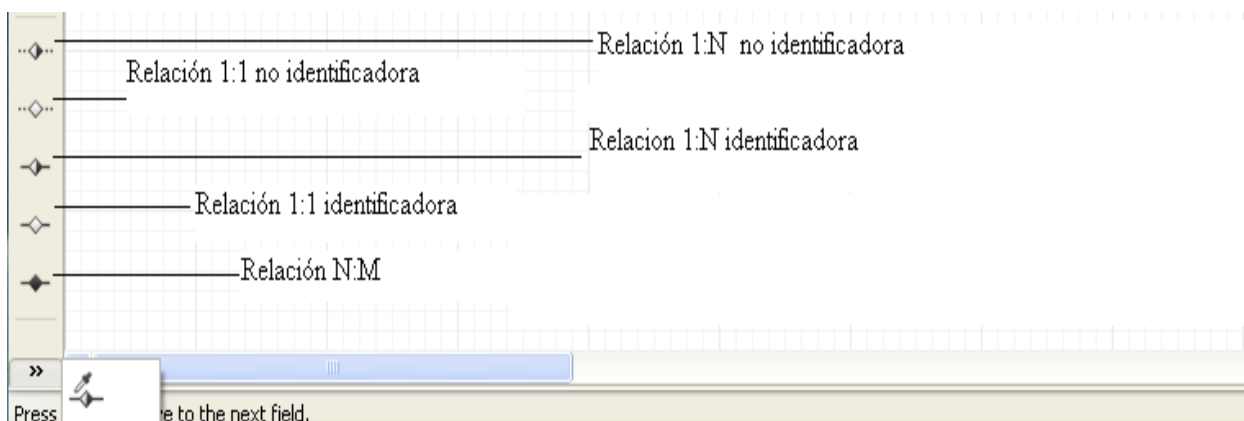 Relación 1:N no identificadora
Relación 1:1 no identificadora
Relacion 1:N identificadora
Relación 1:1 identificadora
Relación N:M
»
Press
e to the next field.